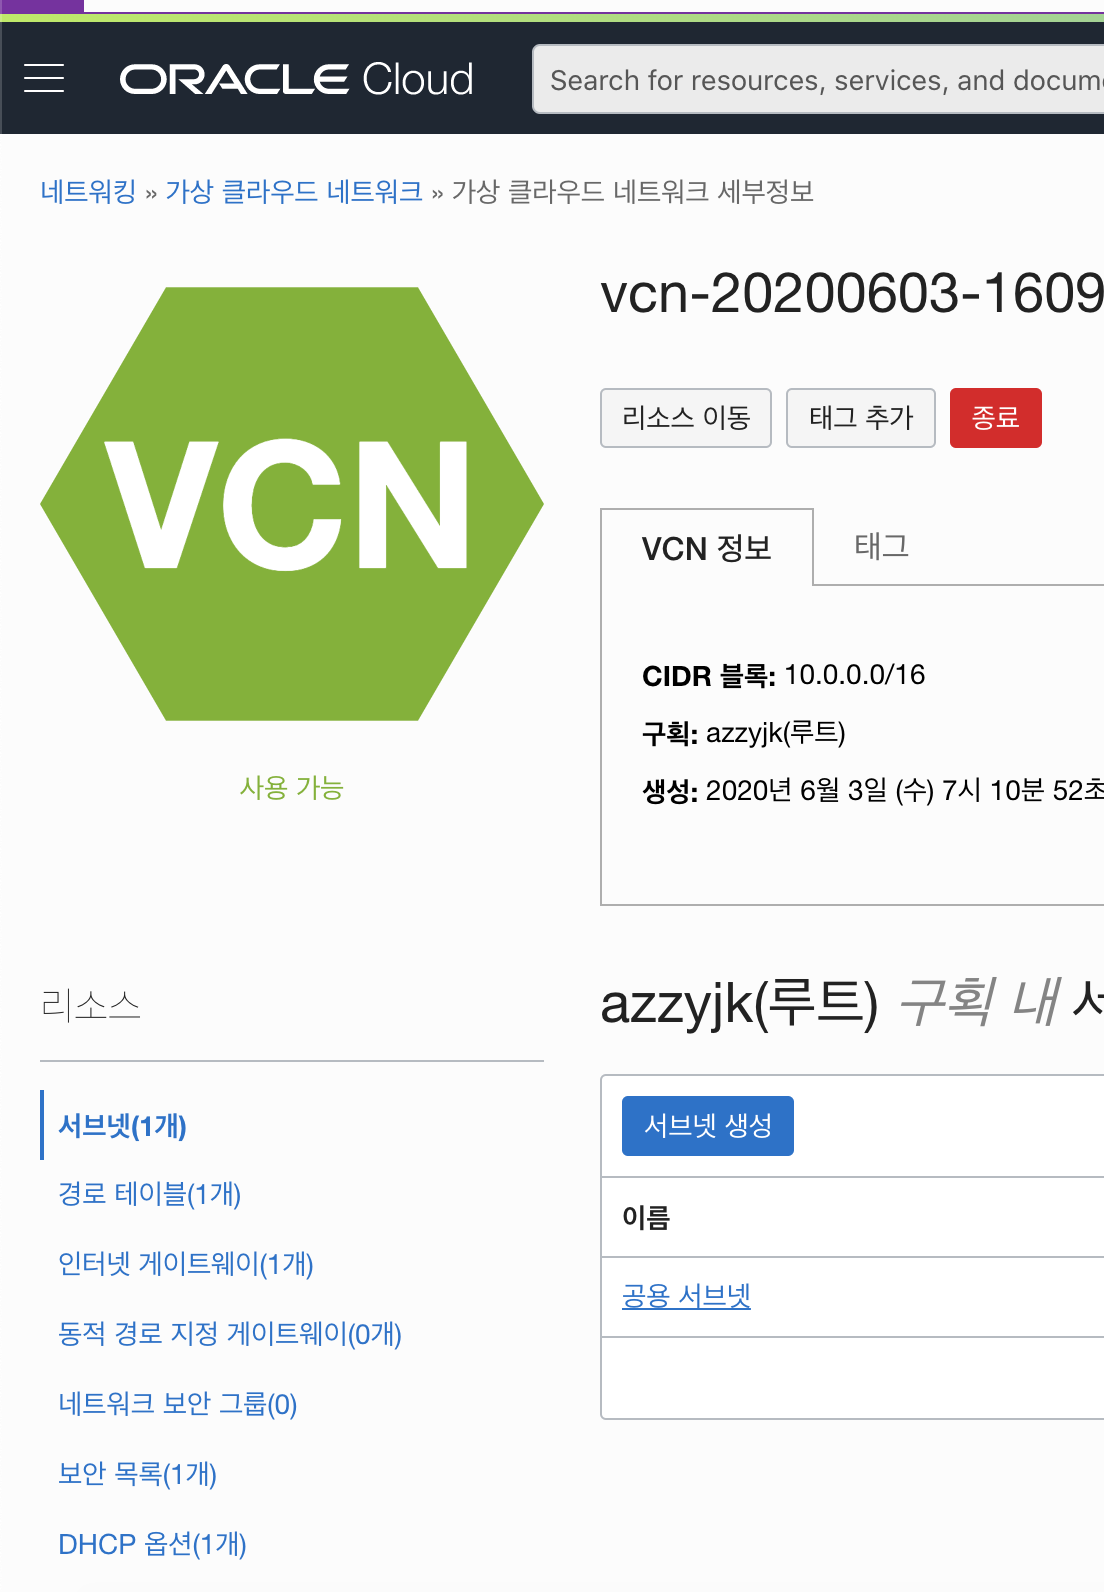 ORACLE Cloud
Search for resources, services, and docum
네트워킹 » 가상 클라우드 네트워크 » 가상 클라우드 네트워크 세부정보
VCN
사용 가능
vcn-20200603-1609
리소스 이동 태그 추가 종료
VCN 정보 태그
CIDR 블록: 10.0.0.0/16
구획: azzyjk(루트)
생성: 2020년 6월 3일 (수) 7시 10분 52초
리소스
서브넷(1개)
경로 테이블(1개)
인터넷 게이트웨이(1개)
동적 경로 지정 게이트웨이(0개)
네트워크 보안 그룹(0)
보안 목록(1개)
DHCP 옵션(1개)
azzyjk(루트) 구획 내
서브넷 생성
이름
공용 서브넷